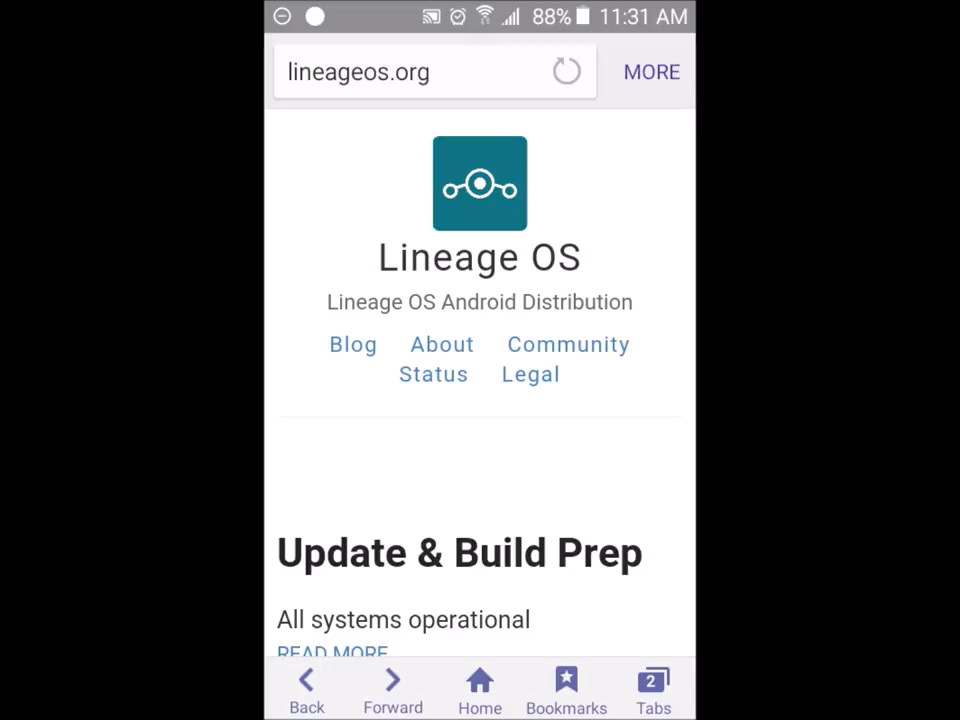 88% 11:31 AM
lineageos.org MORE
Lineage OS
Lineage OS Android Distribution
Blog About Community
Status Legal
Update & Build Prep
All systems operational
READ MORE
Back Forward Home Bookmarks 2 Tabs